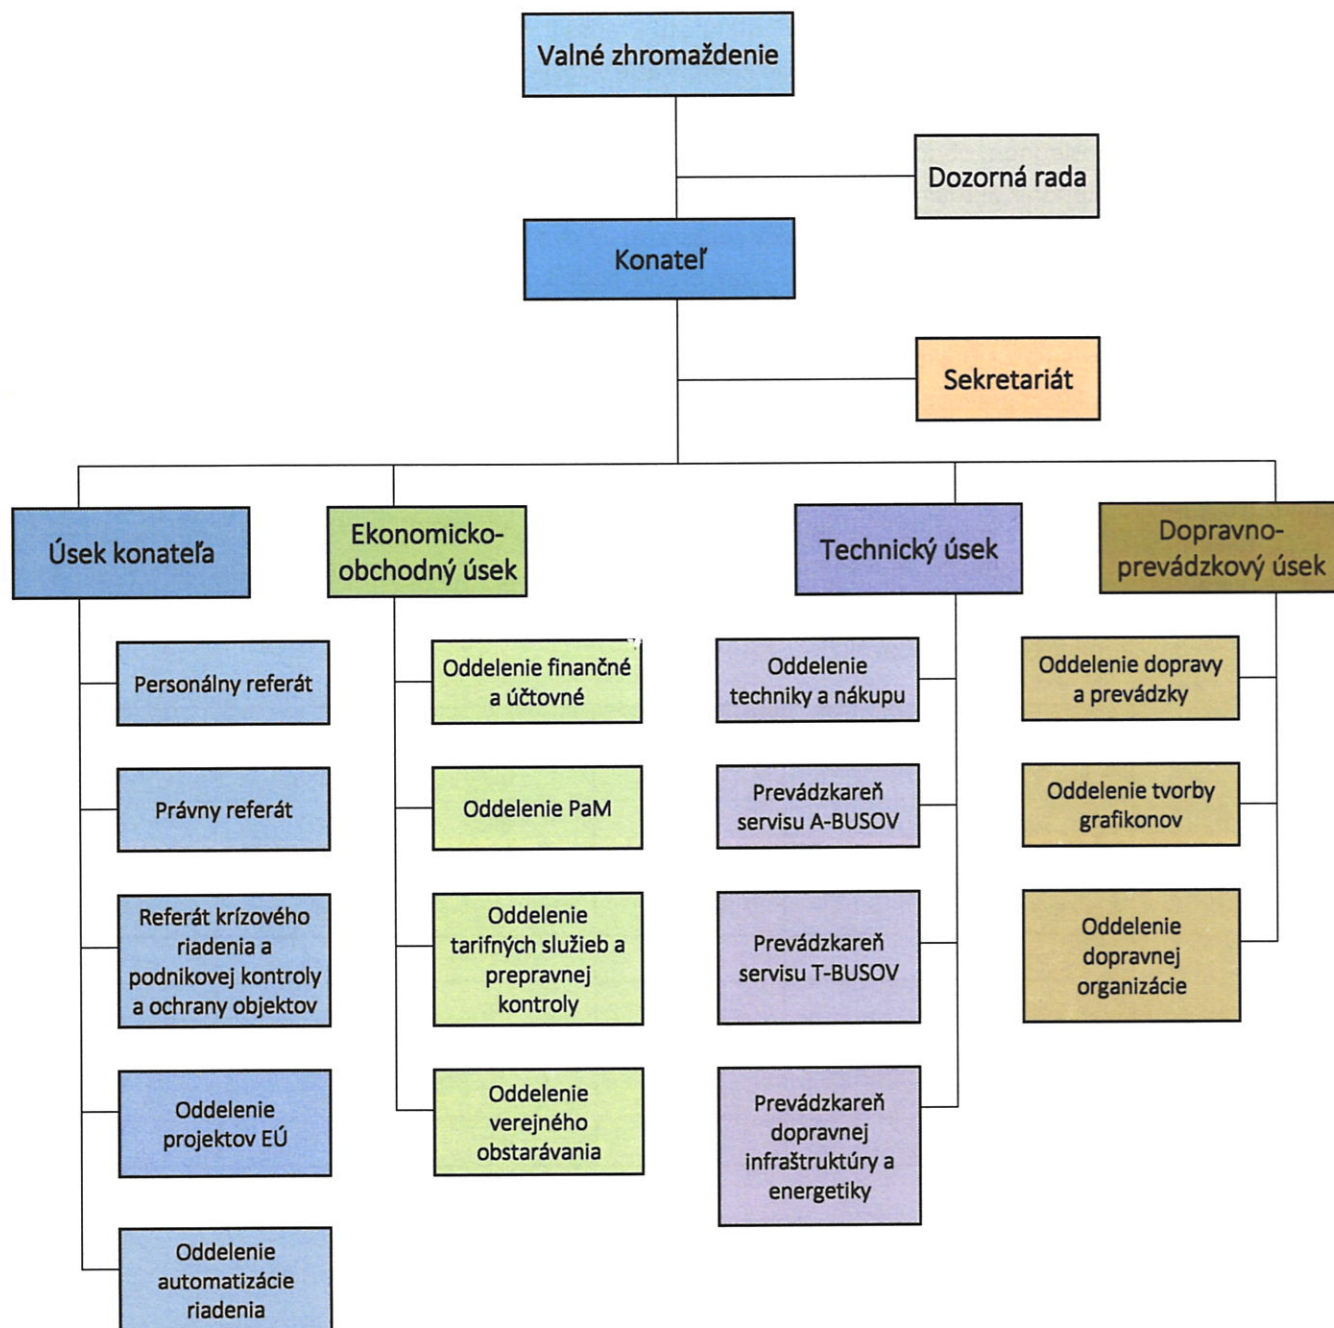 Valné zhromaždenie
Dozorná rada
Konateľ
Sekretariát
Úsek konateľa
Ekonomicko-
obchodný úsek
Technický úsek
Dopravno-
prevádzkový úsek
Personálny referát
Právny referát
Referát krízového
riadenia a
podnikovej kontroly
a ochrany objektov
Oddelenie
projektov EÚ
Oddelenie
automatizácie
riadenia
Oddelenie finančné
a účtovné
Oddelenie PaM
Oddelenie
tarifných služieb a
prepravnej
kontroly
Oddelenie
verejného
obstarávania
Oddelenie
techniky a nákupu
Prevádzkareň
servisu A-BUSOV
Prevádzkareň
servisu T-BUSOV
Prevádzkareň
dopravnej
infraštruktúry a
energetiky
Oddelenie dopravy
a prevádzky
Oddelenie tvorby
grafikonov
Oddelenie
dopravnej
organizácie